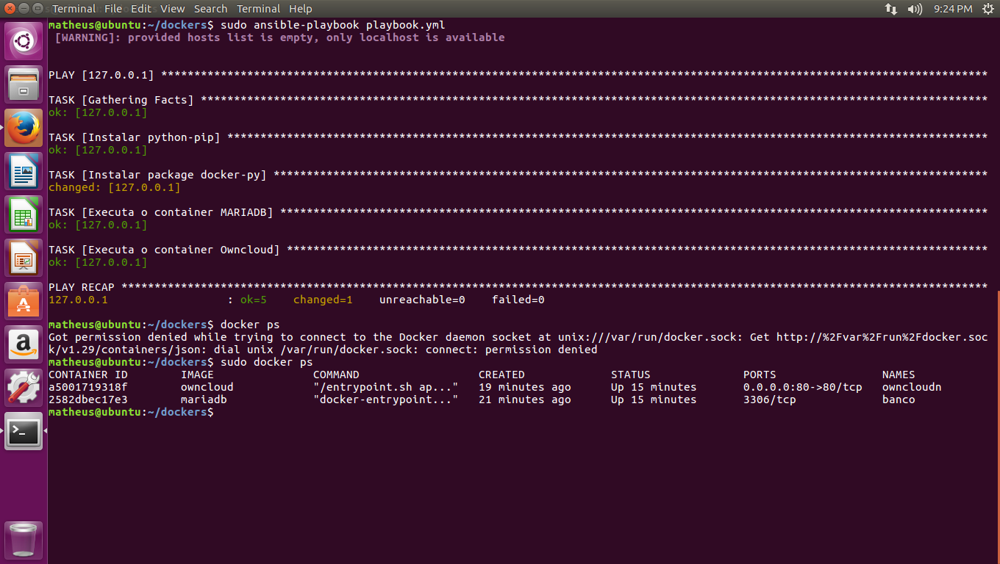 Terminal File Edit View Search Terminal Help 9:24 PM
matheus@ubuntu:~/dockers$ sudo ansible-playbook playbook.yml
 [WARNING]: provided hosts list is empty, only localhost is available
PLAY [127.0.0.1] *****************************************************************************************************************************
TASK [Gathering Facts] ***********************************************************************************************************************
ok: [127.0.0.1]
TASK [Instalar python-pip] *******************************************************************************************************************
ok: [127.0.0.1]
TASK [Instalar package docker-py] ************************************************************************************************************
changed: [127.0.0.1]
TASK [Executa o container MARIADB] ***********************************************************************************************************
ok: [127.0.0.1]
TASK [Executa o container Owncloud] **********************************************************************************************************
ok: [127.0.0.1]
PLAY RECAP ***********************************************************************************************************************************
127.0.0.1                  : ok=5    changed=1    unreachable=0    failed=0
matheus@ubuntu:~/dockers$ docker ps
Got permission denied while trying to connect to the Docker daemon socket at unix:///var/run/docker.sock: Get http://%2Fvar%2Frun%2Fdocker.soc
k/v1.29/containers/json: dial unix /var/run/docker.sock: connect: permission denied
matheus@ubuntu:~/dockers$ sudo docker ps
CONTAINER ID        IMAGE               COMMAND                  CREATED             STATUS              PORTS                NAMES
a5001719318f        owncloud            "/entrypoint.sh ap..."   19 minutes ago      Up 15 minutes       0.0.0.0:80->80/tcp   owncloudn
2582dbec17e3        mariadb             "docker-entrypoint..."   21 minutes ago      Up 15 minutes       3306/tcp             banco
matheus@ubuntu:~/dockers$